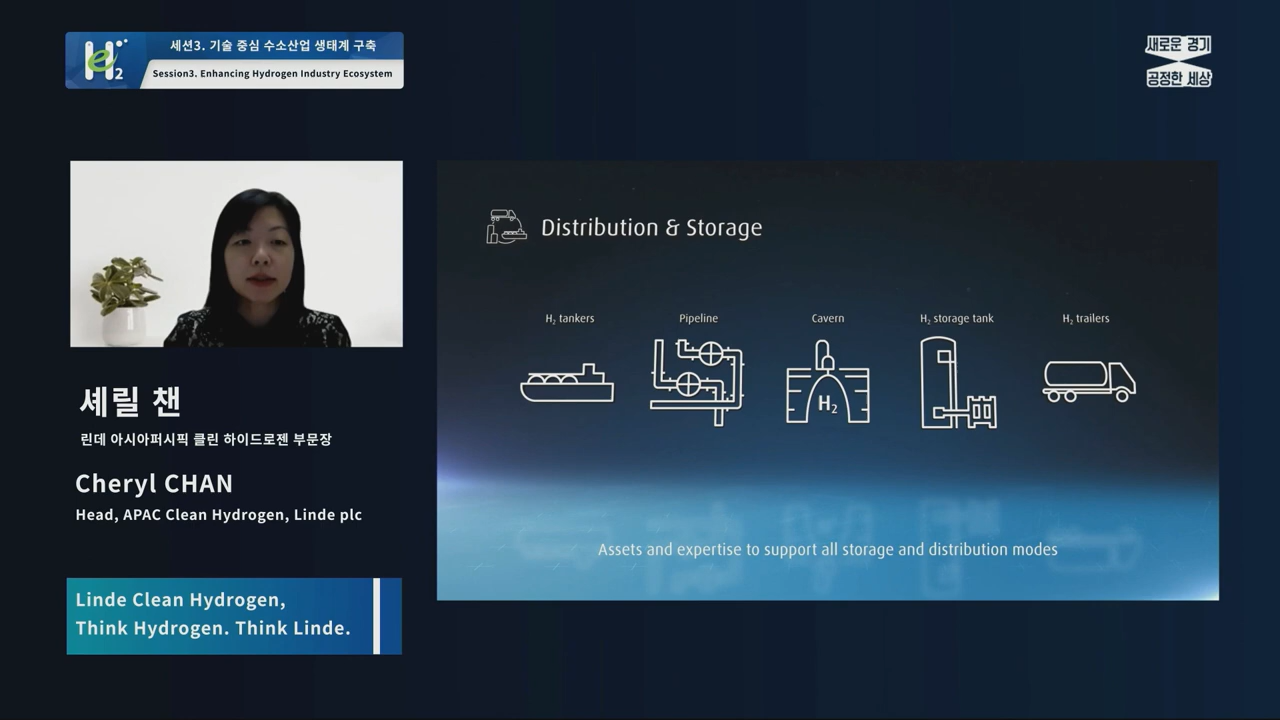 H2
세션3. 기술 중심 수소산업 생태계 구축
Session3. Enhancing Hydrogen Industry Ecosystem
새로운 경기
공정한 세상
셰릴 챈
린데 아시아퍼시픽 클린 하이드로젠 부문장
Cheryl CHAN
Head, APAC Clean Hydrogen, Linde plc
Linde Clean Hydrogen,
Think Hydrogen. Think Linde.
Distribution & Storage
H₂ tankers
Pipeline
Cavern
H₂ storage tank
H₂ trailers
H₂
Assets and expertise to support all storage and distribution modes